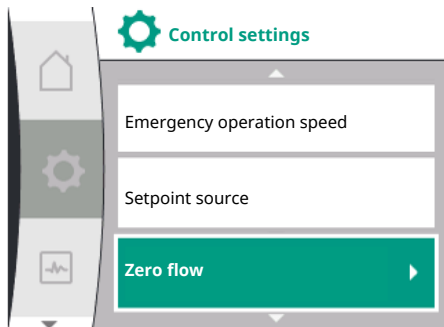 Control settings
Emergency operation speed
Setpoint source
Zero flow